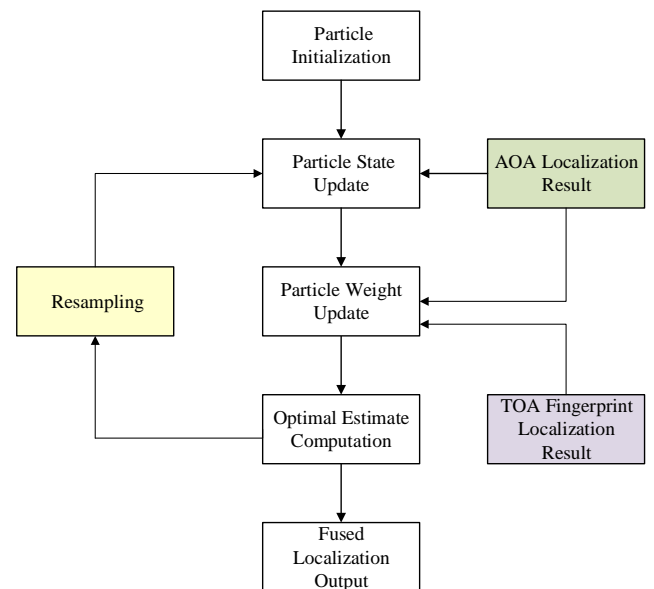 Particle
Initialization
Particle State
Update
AOA Localization
Result
Resampling
Particle Weight
Update
Optimal Estimate
Computation
TOA Fingerprint
Localization
Result
Fused
Localization
Output